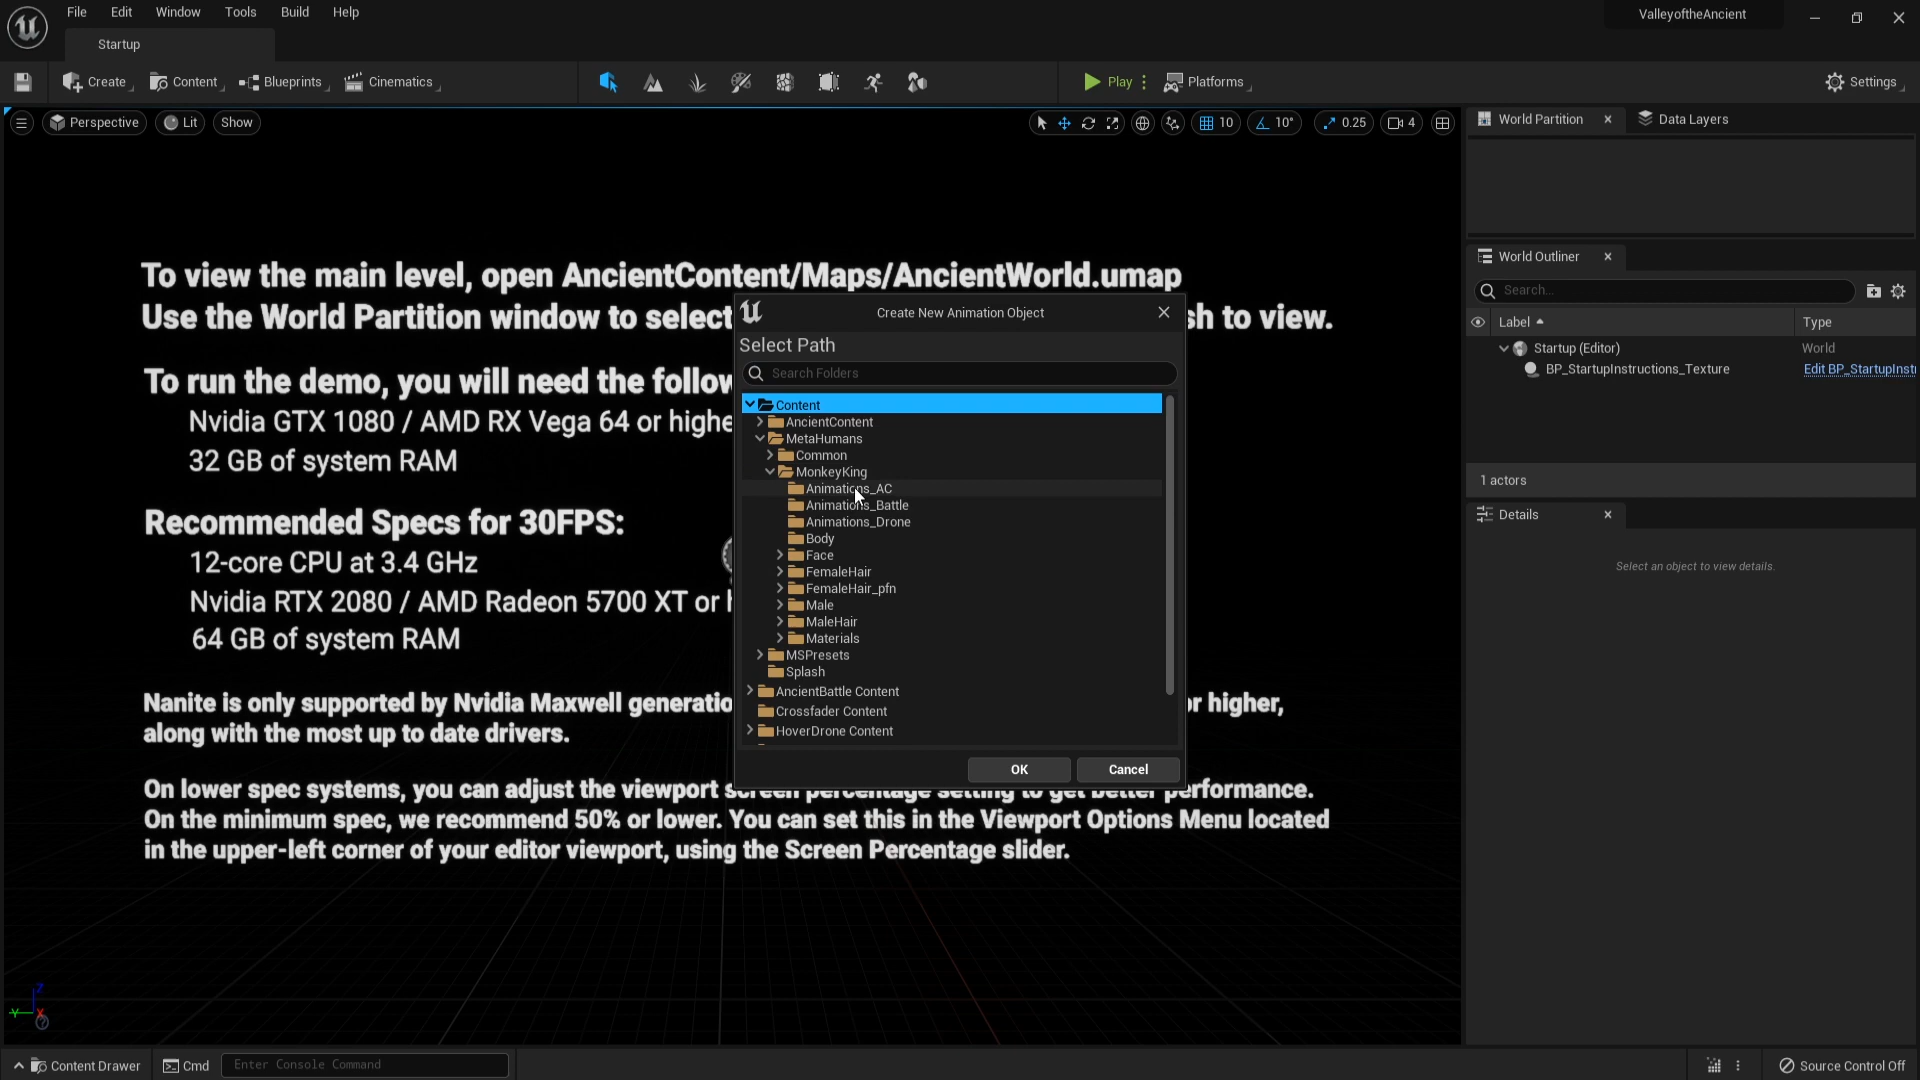 File Edit Window Tools Build Help
ValleyoftheAncient
Startup
Create Content Blueprints Cinematics Play Platforms Settings
Perspective Lit Show 10 10° 0.25 4
World Partition Data Layers
World Outliner
Search...
Label Type
Startup (Editor) World
BP_StartupInstructions_Texture Edit BP_StartupInstr
1 actors
Details
Select an object to view details.
To view the main level, open AncientContent/Maps/AncientWorld.umap
Use the World Partition window to select
sh to view.
To run the demo, you will need the follow
Nvidia GTX 1080 / AMD RX Vega 64 or highe
32 GB of system RAM
Recommended Specs for 30FPS:
12-core CPU at 3.4 GHz
Nvidia RTX 2080 / AMD Radeon 5700 XT or
64 GB of system RAM
Nanite is only supported by Nvidia Maxwell generatio
or higher,
along with the most up to date drivers.
On lower spec systems, you can adjust the viewport screen percentage setting to get better performance.
On the minimum spec, we recommend 50% or lower. You can set this in the Viewport Options Menu located
in the upper-left corner of your editor viewport, using the Screen Percentage slider.
Create New Animation Object
Select Path
Search Folders
Content
AncientContent
MetaHumans
Common
MonkeyKing
Animations_AC
Animations_Battle
Animations_Drone
Body
Face
FemaleHair
FemaleHair_pfn
Male
MaleHair
Materials
MSPresets
Splash
AncientBattle Content
Crossfader Content
HoverDrone Content
OK Cancel
Z
Y X
Content Drawer Cmd Enter Console Command Source Control Off